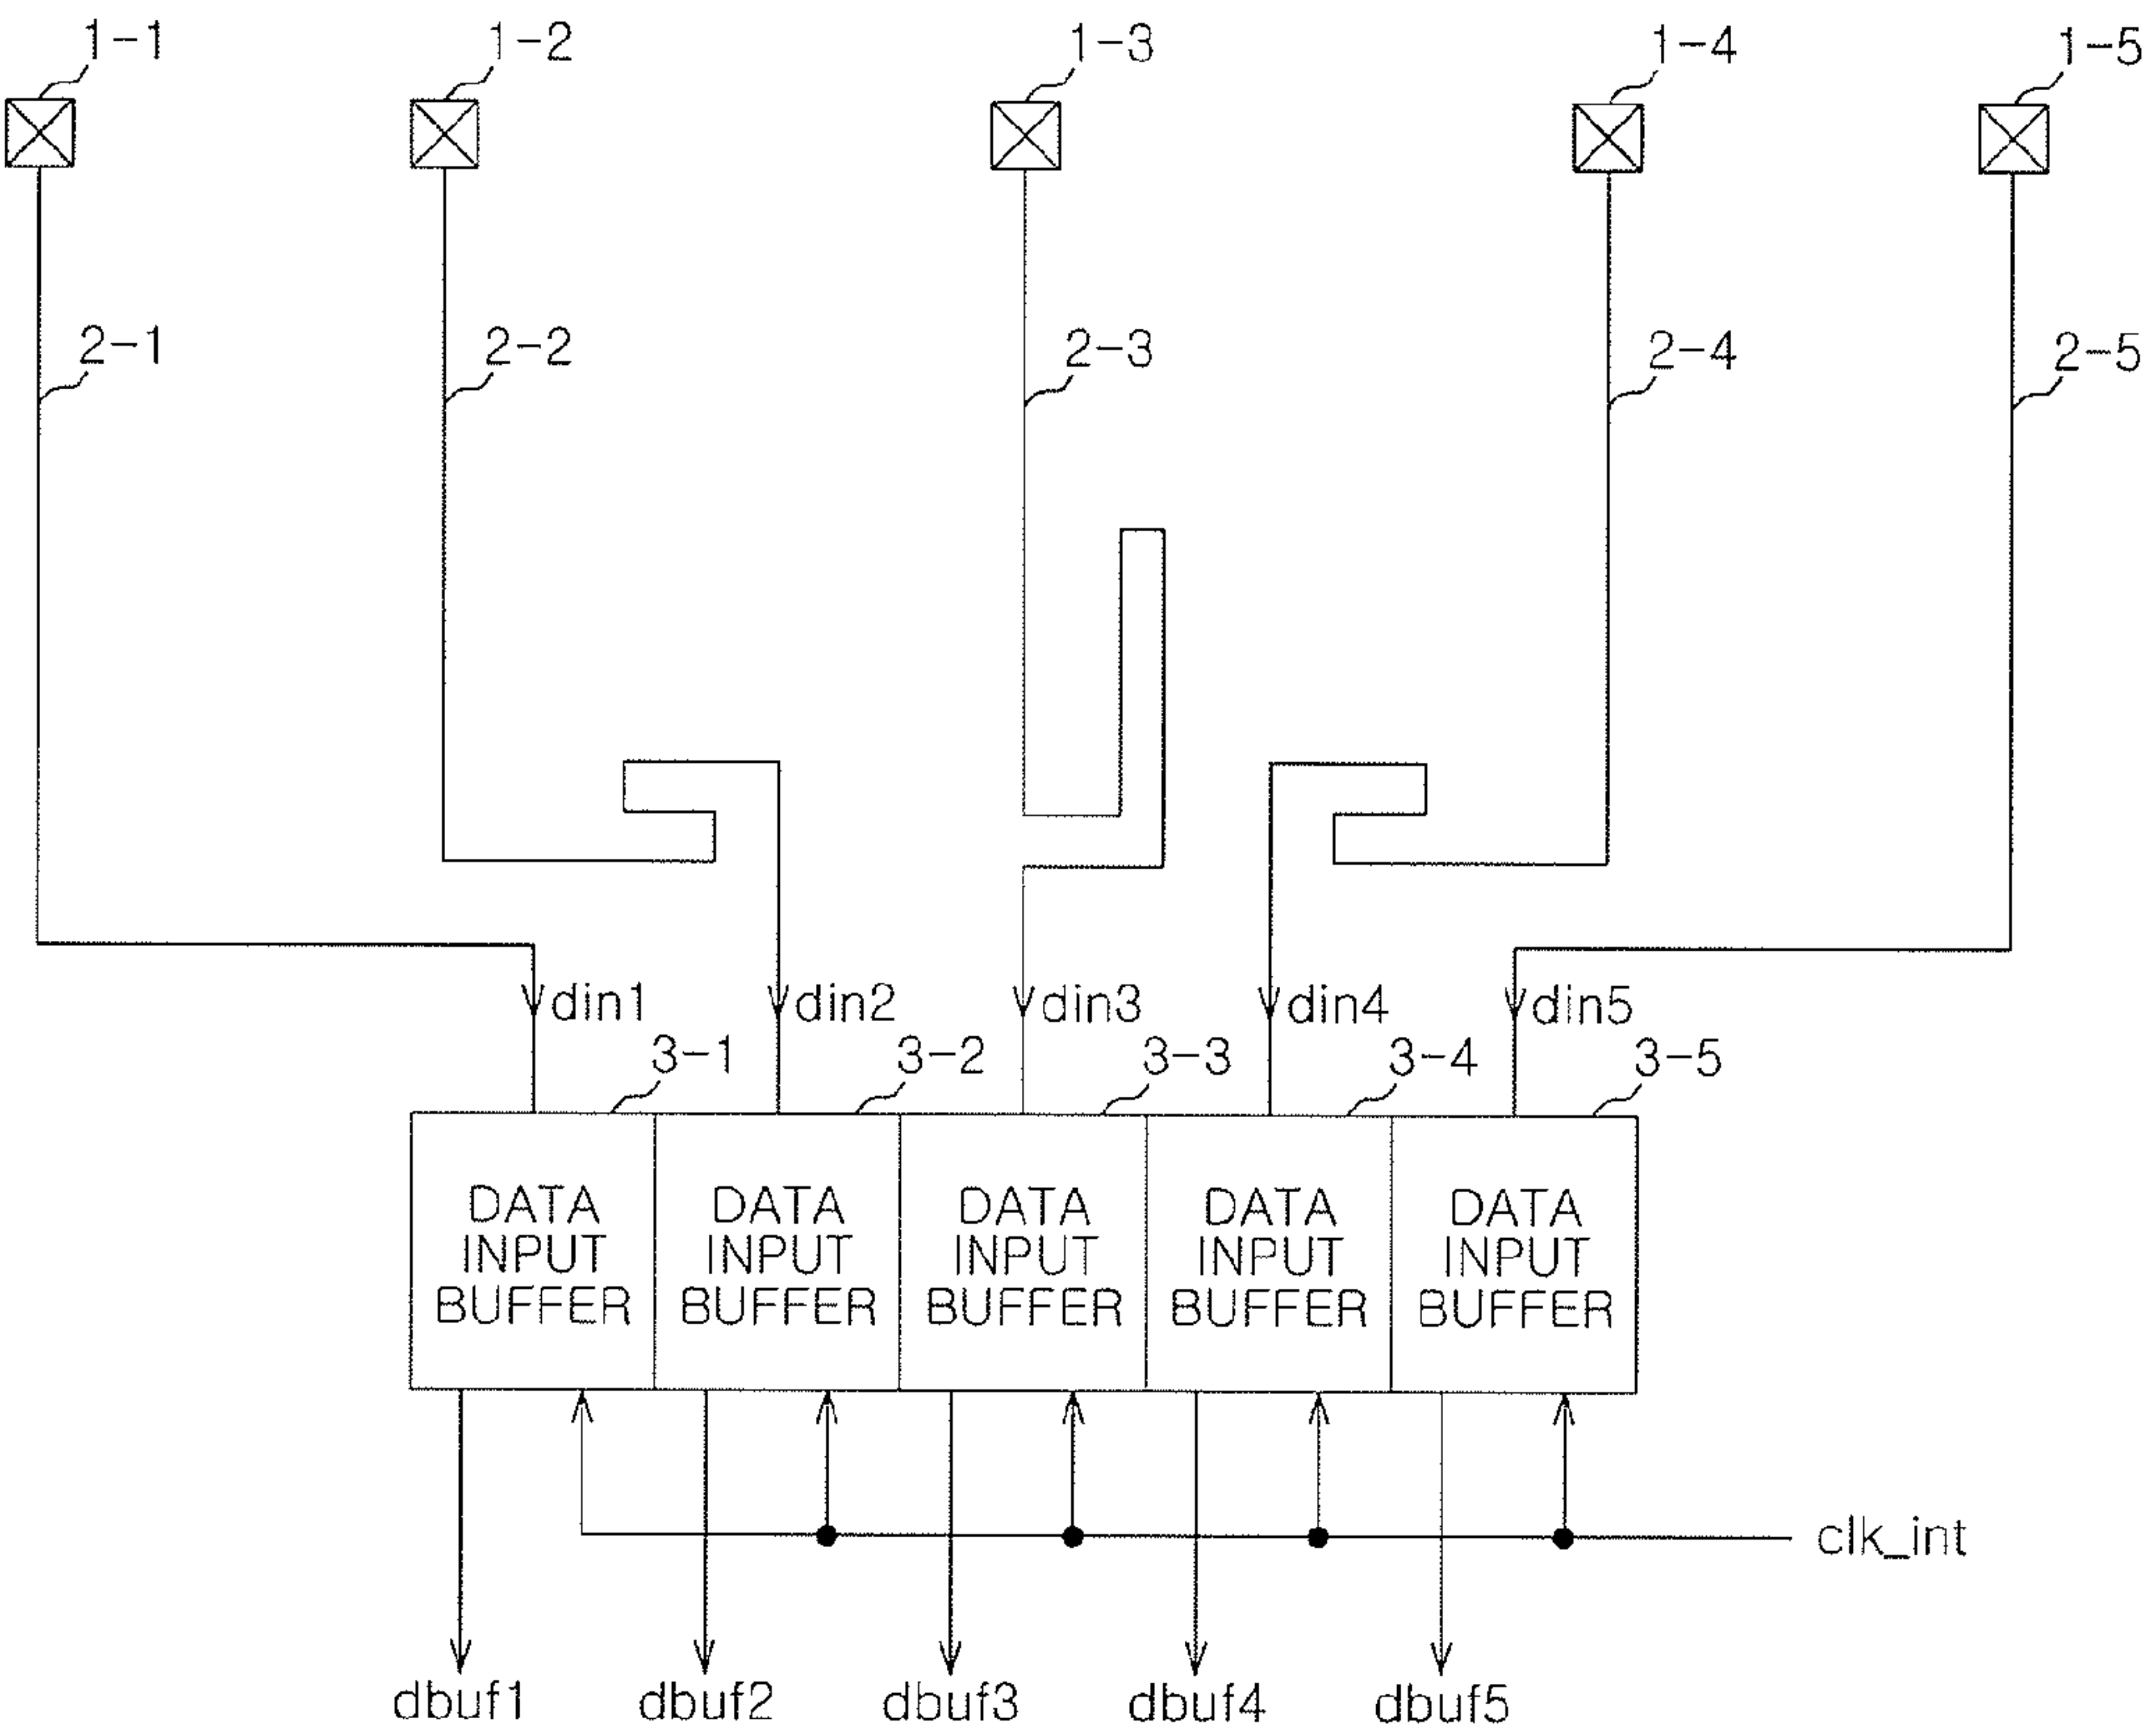 1-1 1-2 1-3 1-4 1-5
2-1 2-2 2-3 2-4 2-5
din1 din2 din3 din4 din5
3-1 3-2 3-3 3-4 3-5
DATA DATA DATA DATA DATA
INPUT INPUT INPUT INPUT INPUT
BUFFER BUFFER BUFFER BUFFER BUFFER
clk_int
dbuf1 dbuf2 dbuf3 dbuf4 dbuf5